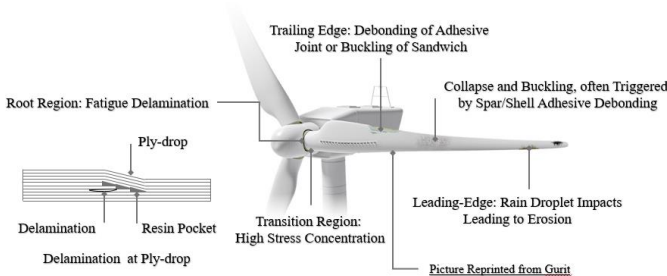 Trailing Edge: Debonding of Adhesive
Joint or Buckling of Sandwich
Collapse and Buckling, often Triggered
by Spar/Shell Adhesive Debonding
Root Region: Fatigue Delamination
Ply-drop
Delamination
Resin Pocket
Delamination at Ply-drop
Transition Region:
High Stress Concentration
Leading-Edge: Rain Droplet Impacts
Leading to Erosion
Picture Reprinted from Gurit